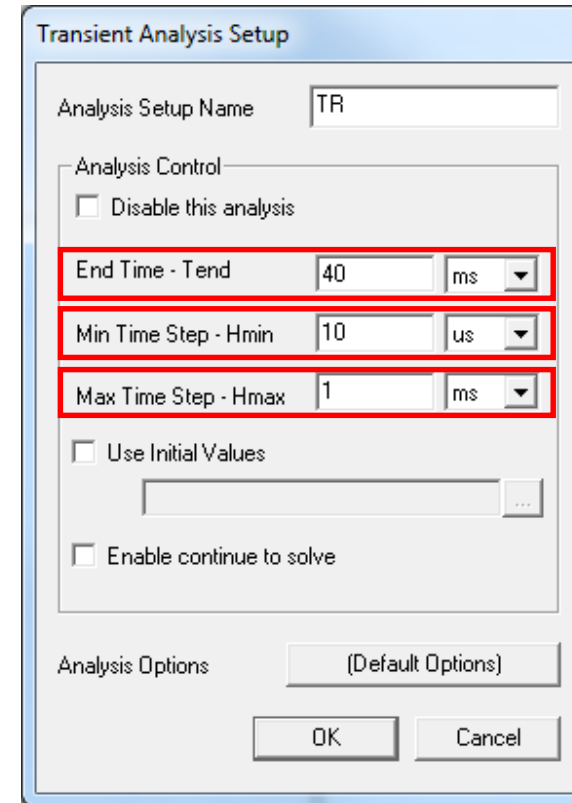 Transient Analysis Setup
Analysis Setup Name TR
Analysis Control
Disable this analysis
End Time - Tend 40 ms
Min Time Step - Hmin 10 us
Max Time Step - Hmax 1 ms
Use Initial Values
...
Enable continue to solve
Analysis Options (Default Options)
OK Cancel